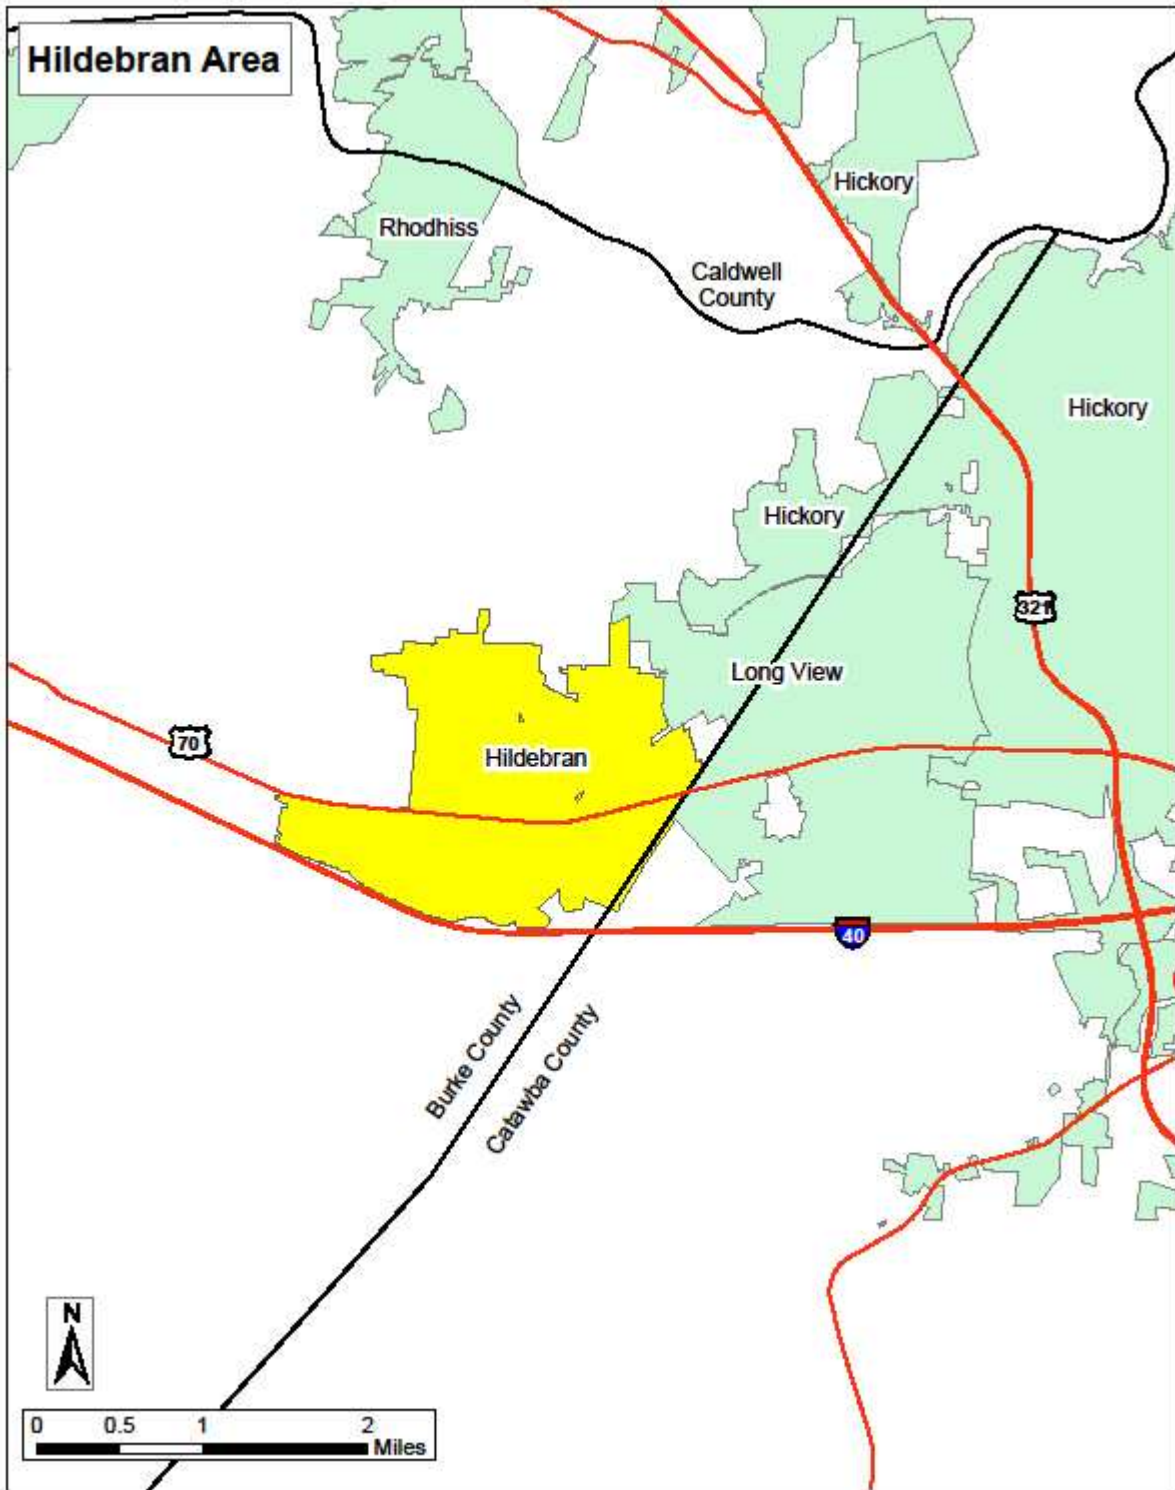 Hildebran Area
Hickory
Rhodhiss
Caldwell
County
Hickory
Hickory
321
Long View
70
Hildebran
40
Burke County
Catawba County
N
0 0.5 1 2
Miles